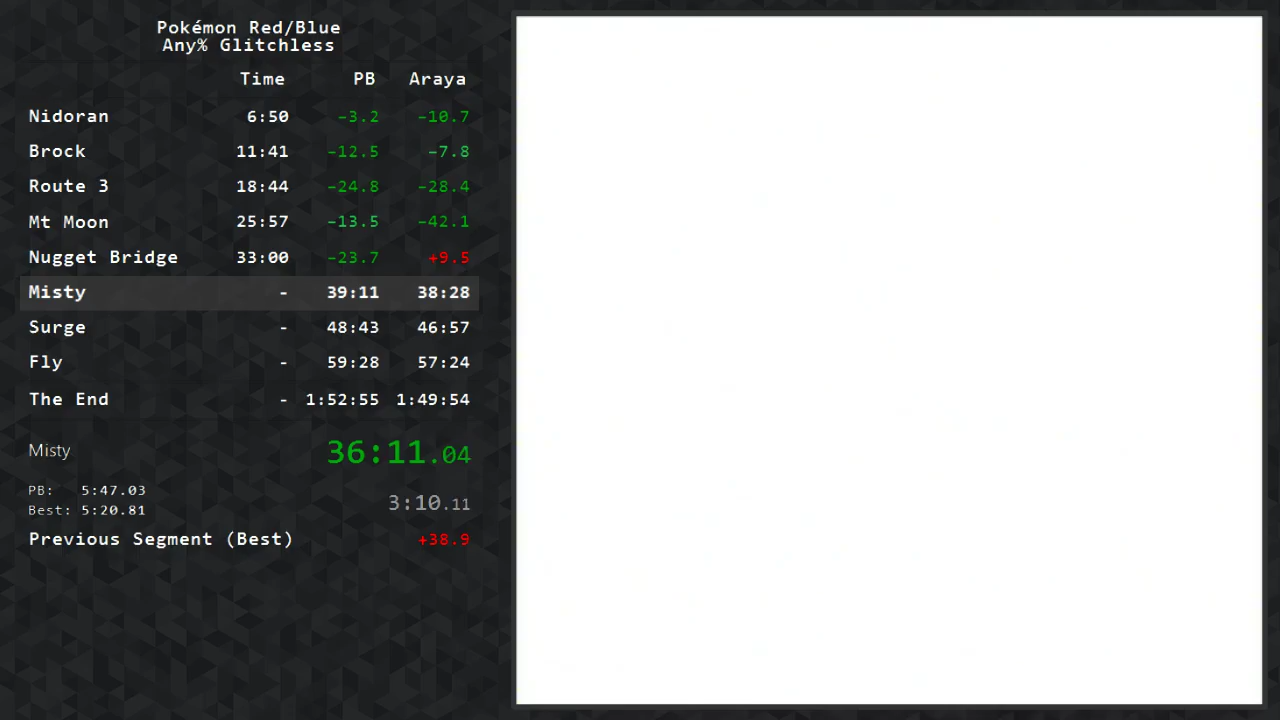 Pokémon Red/Blue
Any% Glitchless
Time PB Araya
Nidoran 6:50 -3.2 -10.7
Brock 11:41 -12.5 -7.8
Route 3 18:44 -24.8 -28.4
Mt Moon 25:57 -13.5 -42.1
Nugget Bridge 33:00 -23.7 +9.5
Misty - 39:11 38:28
Surge - 48:43 46:57
Fly - 59:28 57:24
The End - 1:52:55 1:49:54
Misty 36:11.04
PB: 5:47.03
3:10.11
Best: 5:20.81
Previous Segment (Best) +38.9